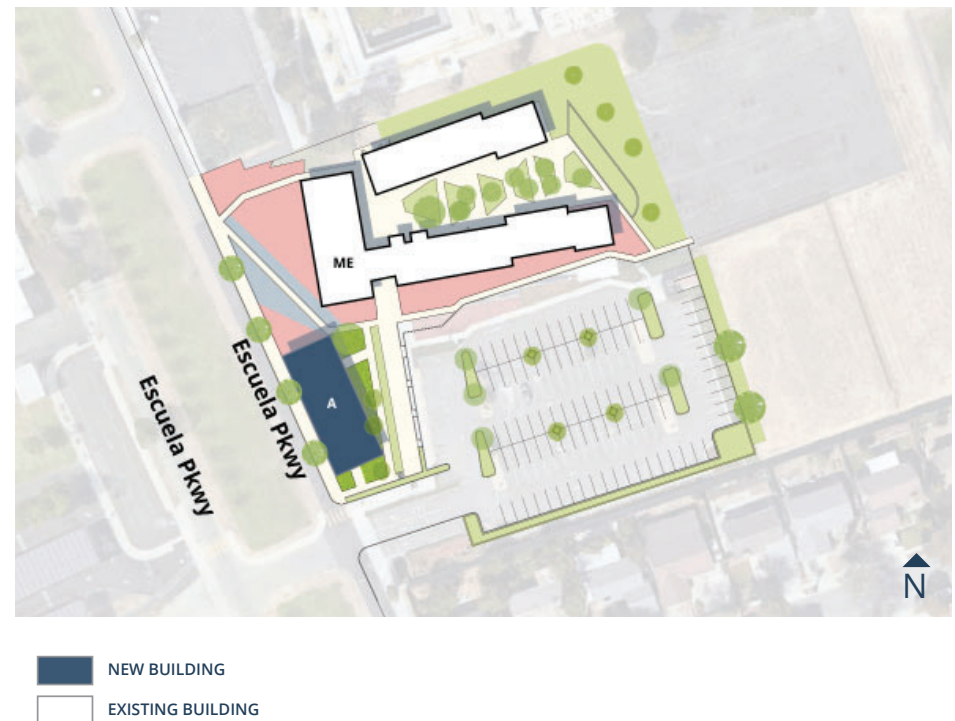 ME
Escuela Pkwy
A
Escuela Pkwy
N
NEW BUILDING
EXISTING BUILDING